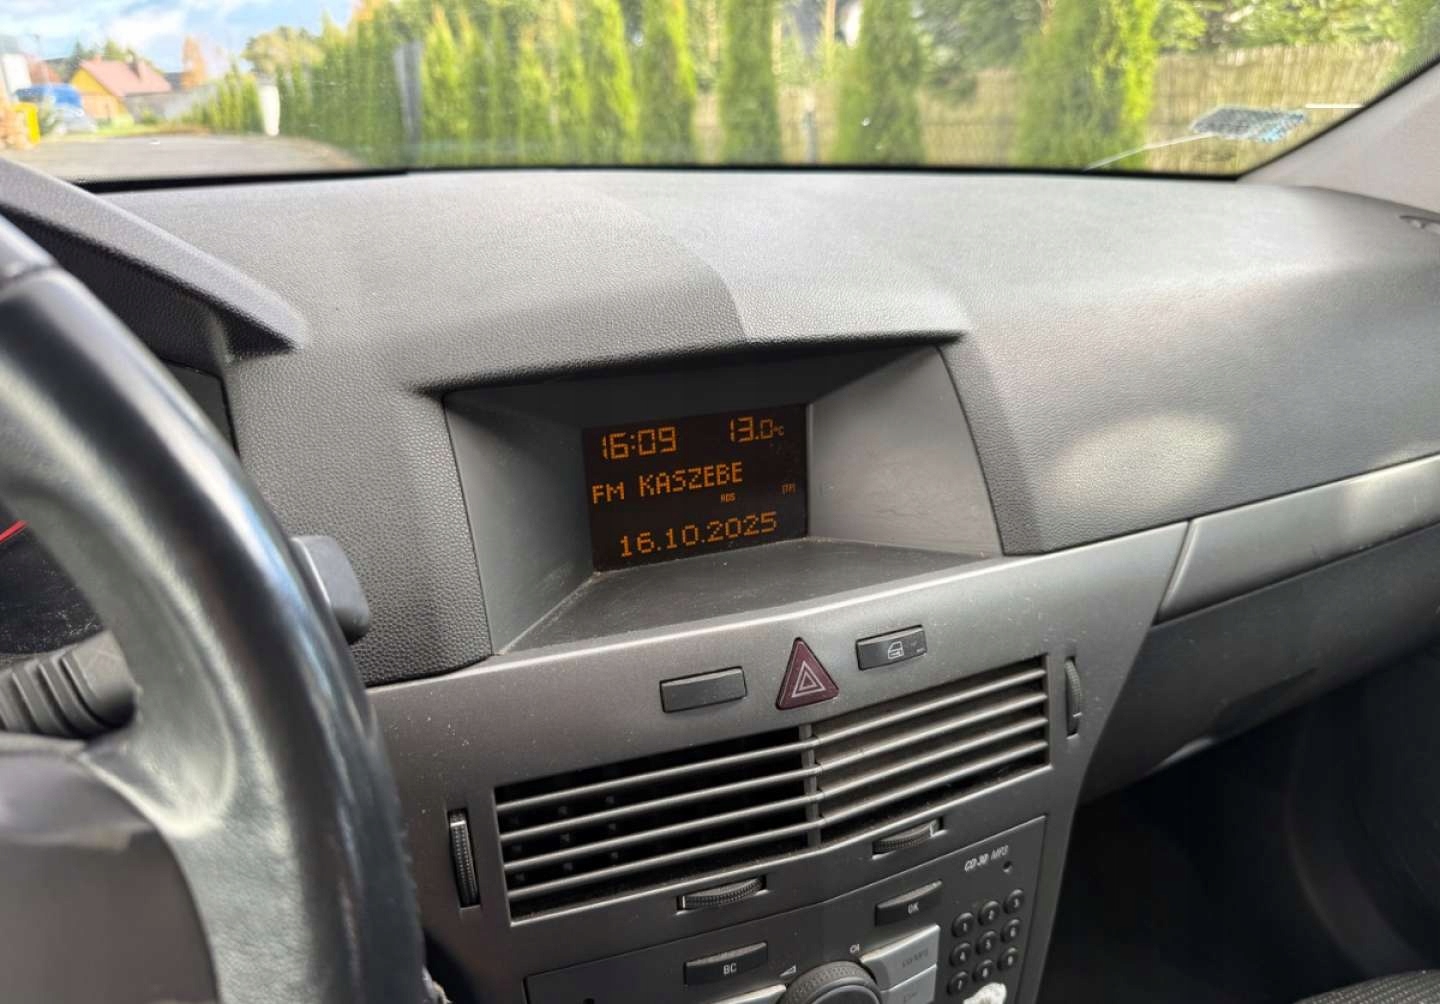 16:09 13.0°C
FM KASZEBE
RDS [TP]
16.10.2025
CD 30 MP3
OK
BC